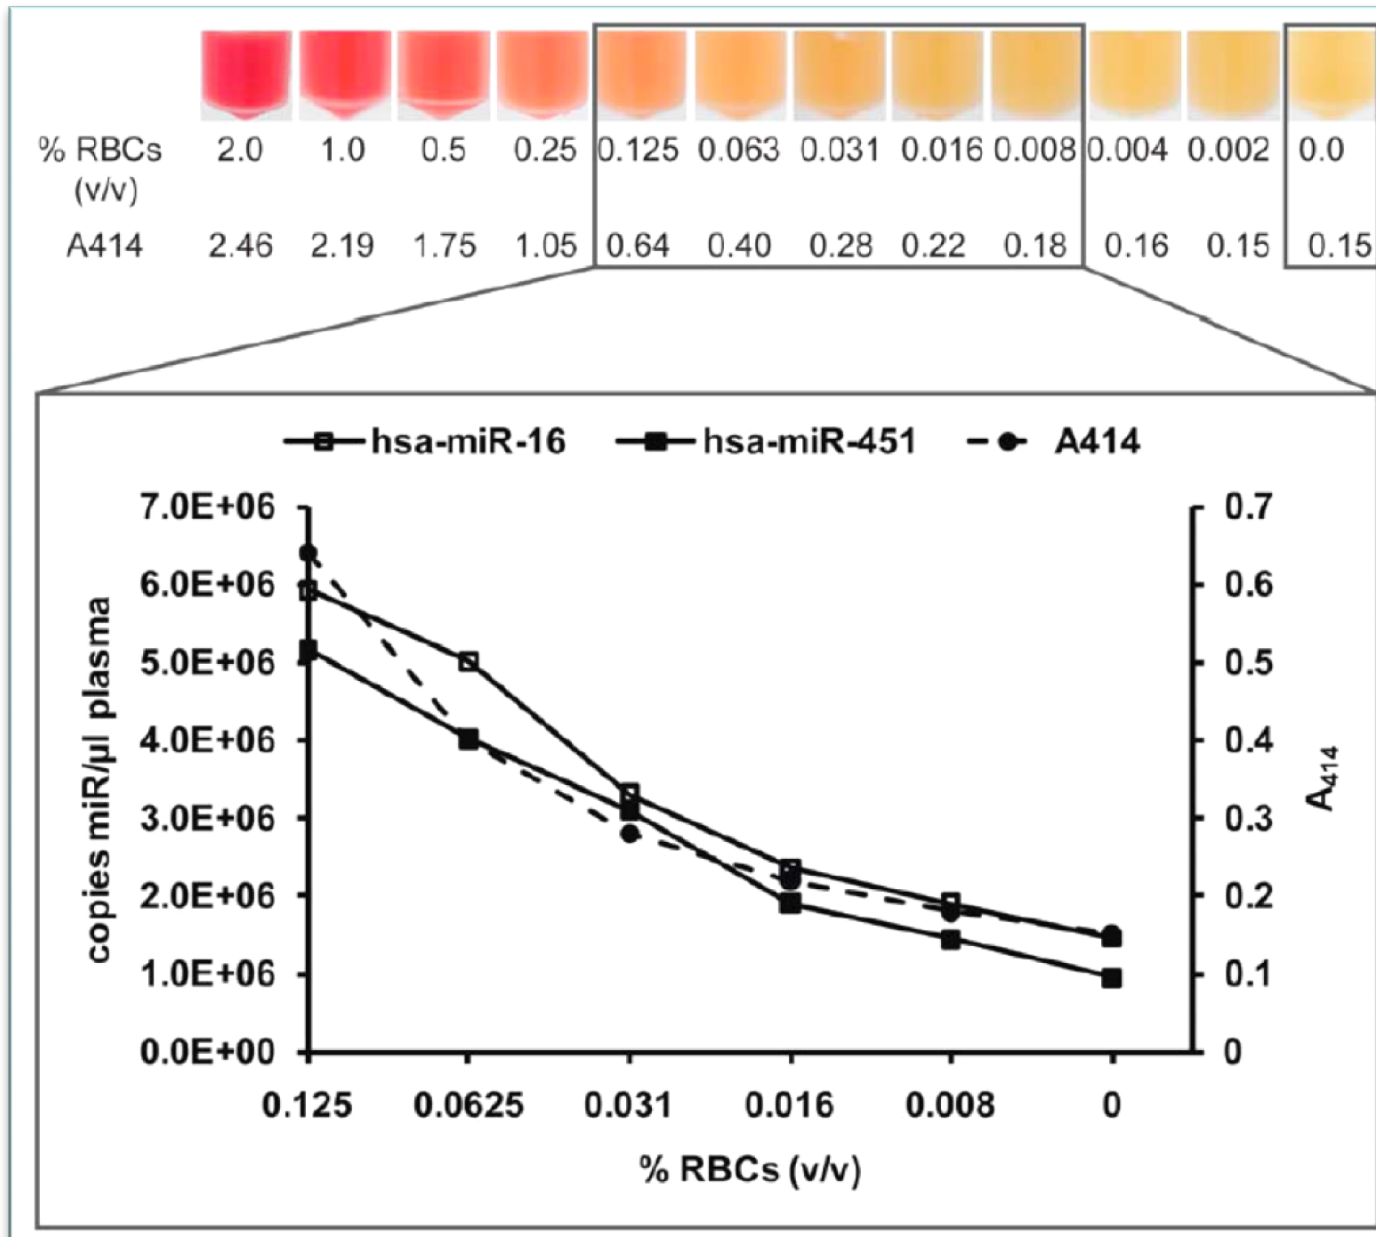 % RBCs (v/v) 2.0 1.0 0.5 0.25 0.125 0.063 0.031 0.016 0.008 0.004 0.002 0.0
A414 2.46 2.19 1.75 1.05 0.64 0.40 0.28 0.22 0.18 0.16 0.15 0.15
hsa-miR-16 hsa-miR-451 A414
copies miR/µl plasma
7.0E+06
6.0E+06
5.0E+06
4.0E+06
3.0E+06
2.0E+06
1.0E+06
0.0E+00
0.7
0.6
0.5
0.4
0.3
0.2
0.1
0
A414
0.125 0.0625 0.031 0.016 0.008 0
% RBCs (v/v)